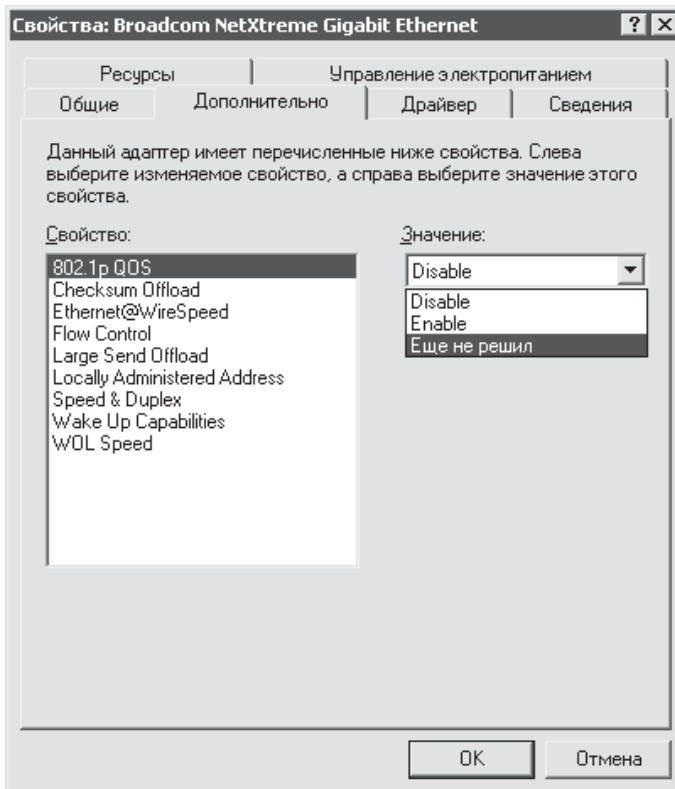 Свойства: Broadcom NetXtreme Gigabit Ethernet
Ресурсы
Управление электропитанием
Общие
Дополнительно
Драйвер
Сведения
Данный адаптер имеет перечисленные ниже свойства. Слева
выберите изменяемое свойство, а справа выберите значение этого
свойства.
Свойство:
802.1p QOS
Checksum Offload
Ethernet@WireSpeed
Flow Control
Large Send Offload
Locally Administered Address
Speed & Duplex
Wake Up Capabilities
WOL Speed
Значение:
Disable
Disable
Enable
Еще не решил
OK
Отмена